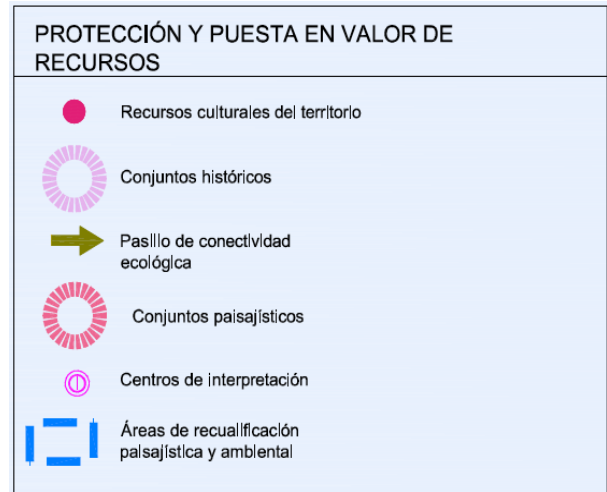 PROTECCIÓN Y PUESTA EN VALOR DE
RECURSOS
Recursos culturales del territorio
Conjuntos históricos
Pasillo de conectividad
ecológica
Conjuntos paisajísticos
Centros de interpretación
Áreas de recualificación
paisajística y ambiental